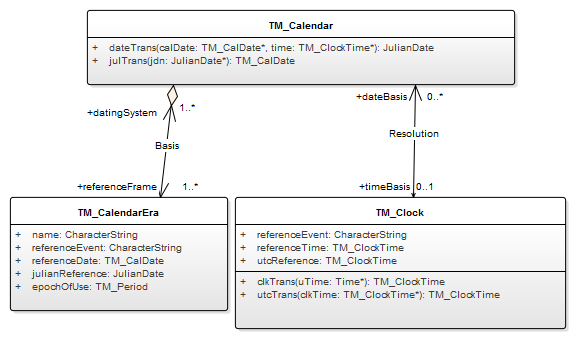 TM_Calendar
+ dateTrans(calDate: TM_CalDate*, time: TM_ClockTime*): JulianDate
+ julTrans(jdn: JulianDate*): TM_CalDate
+datingSystem 1..*
+dateBasis 0..*
Resolution
Basis
+referenceFrame 1..*
+timeBasis 0..1
TM_CalendarEra
+ name: CharacterString
+ referenceEvent: CharacterString
+ referenceDate: TM_CalDate
+ julianReference: JulianDate
+ epochOfUse: TM_Period
TM_Clock
+ referenceEvent: CharacterString
+ referenceTime: TM_ClockTime
+ utcReference: TM_ClockTime
+ clkTrans(uTime: Time*): TM_ClockTime
+ utcTrans(clkTime: TM_ClockTime*): TM_ClockTime